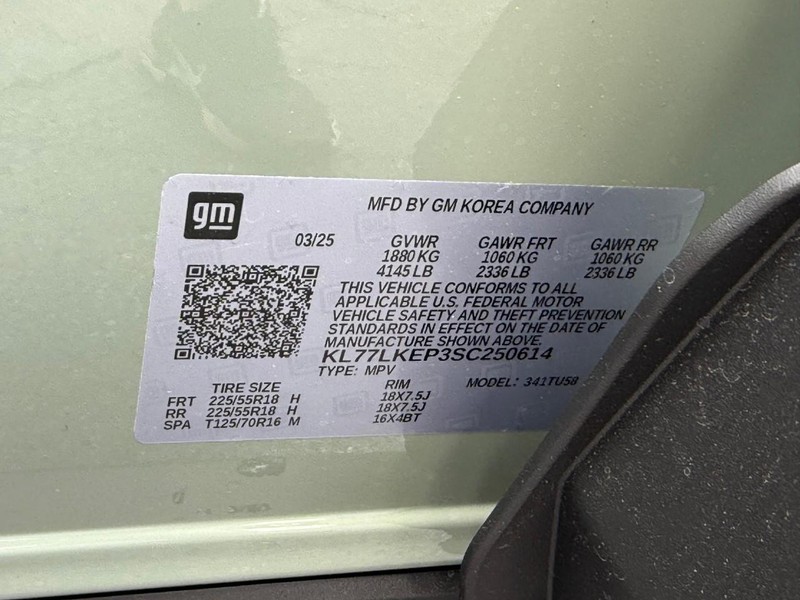 gm
MFD BY GM KOREA COMPANY
03/25 GVWR GAWR FRT GAWR RR
1880 KG 1060 KG 1060 KG
4145 LB 2336 LB 2336 LB
THIS VEHICLE CONFORMS TO ALL
APPLICABLE U.S. FEDERAL MOTOR
VEHICLE SAFETY AND THEFT PREVENTION
STANDARDS IN EFFECT ON THE DATE OF
MANUFACTURE SHOWN ABOVE.
KL77LKEP3SC250614
TYPE: MPV
TIRE SIZE RIM MODEL: 341TU58
FRT 225/55R18 H 18X7.5J
RR 225/55R18 H 18X7.5J
SPA T125/70R16 M 16X4BT